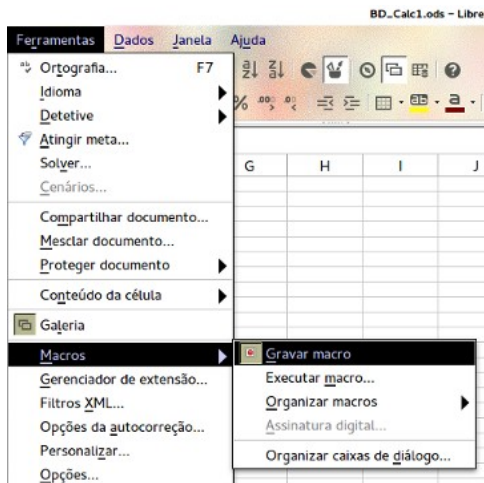 BD_Calc1.ods - Libre
Ferramentas Dados Janela Ajuda
Ortografia... F7
Idioma
Detetive
Atingir meta...
Solver...
Cenários...
G H I J
Compartilhar documento...
Mesclar documento...
Proteger documento
Conteúdo da célula
Galeria
Macros
Gravar macro
Gerenciador de extensão...
Executar macro...
Filtros XML...
Organizar macros
Opções da autocorreção...
Assinatura digital...
Personalizar...
Organizar caixas de diálogo...
Opções...